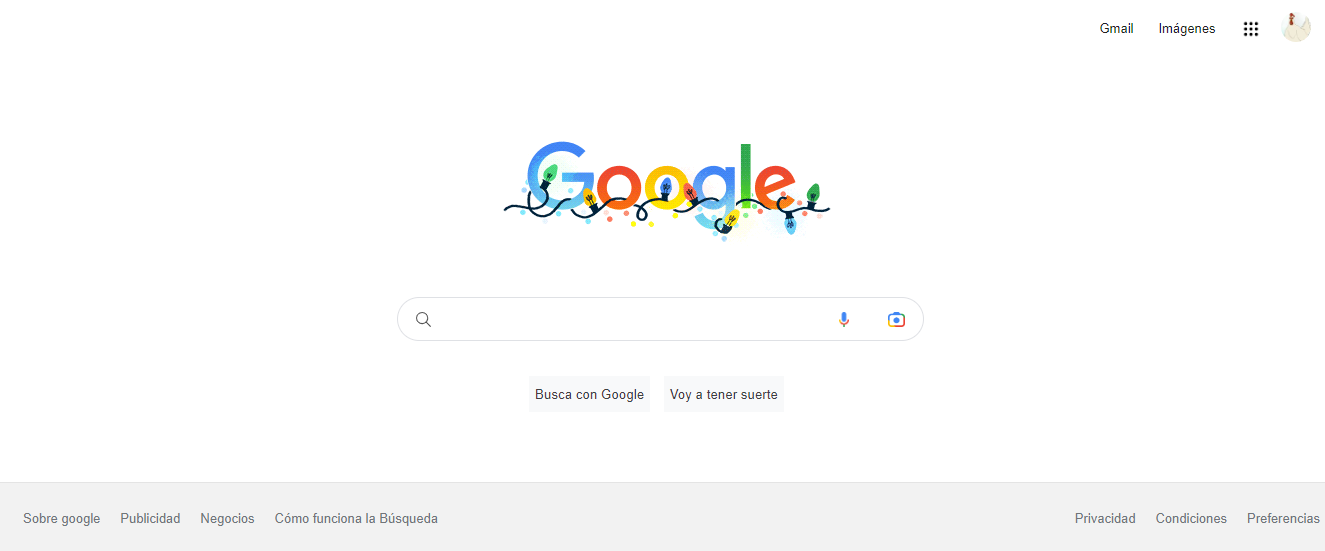 Gmail Imágenes
Google
Busca con Google Voy a tener suerte
Sobre google Publicidad Negocios Cómo funciona la Búsqueda Privacidad Condiciones Preferencias